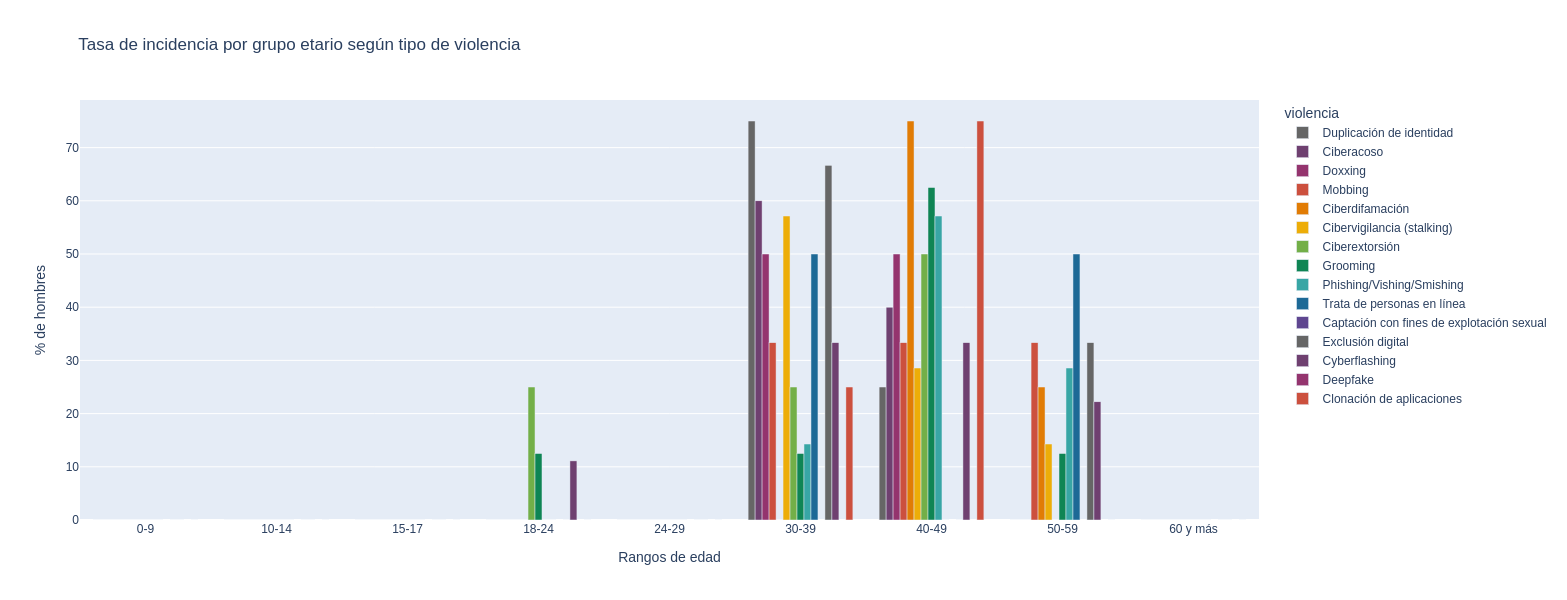 Tasa de incidencia por grupo etario según tipo de violencia
% de hombres
70
60
50
40
30
20
10
0
0-9
10-14
15-17
18-24
24-29
30-39
40-49
50-59
60 y más
Rangos de edad
violencia
Duplicación de identidad
Ciberacoso
Doxxing
Mobbing
Ciberdifamación
Cibervigilancia (stalking)
Ciberextorsión
Grooming
Phishing/Vishing/Smishing
Trata de personas en línea
Captación con fines de explotación sexual
Exclusión digital
Cyberflashing
Deepfake
Clonación de aplicaciones